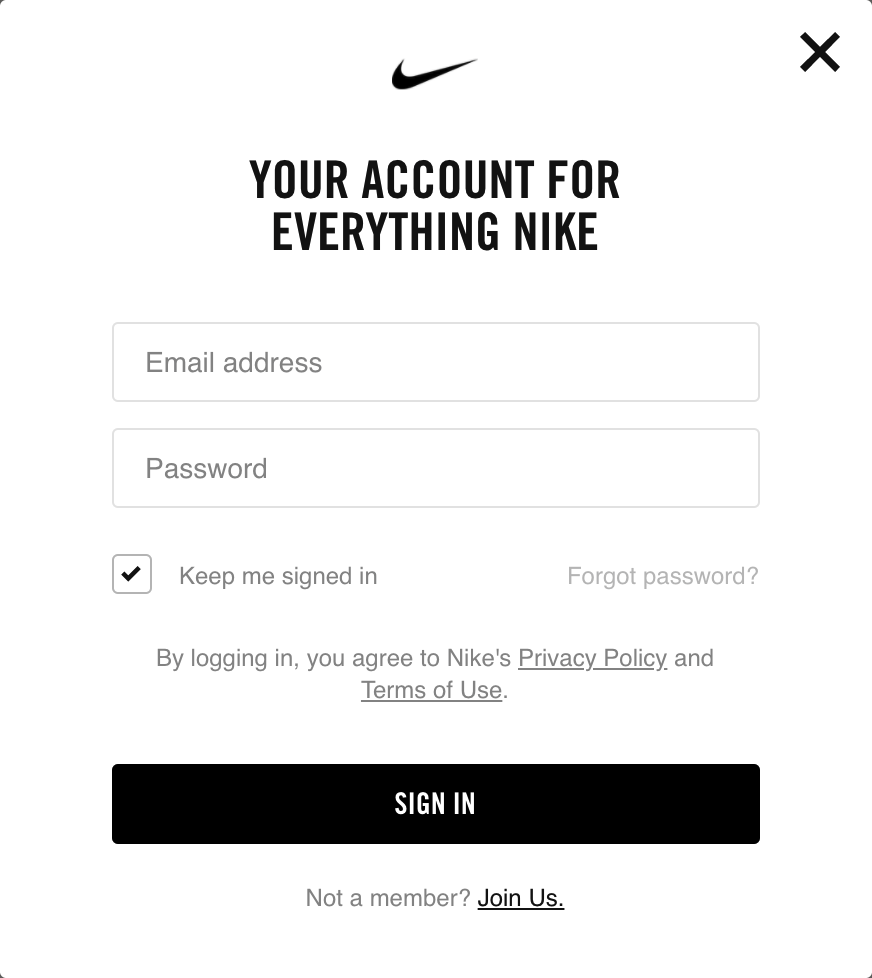 YOUR ACCOUNT FOR
EVERYTHING NIKE
Email address
Password
Keep me signed in
Forgot password?
By logging in, you agree to Nike's Privacy Policy and
Terms of Use.
SIGN IN
Not a member? Join Us.